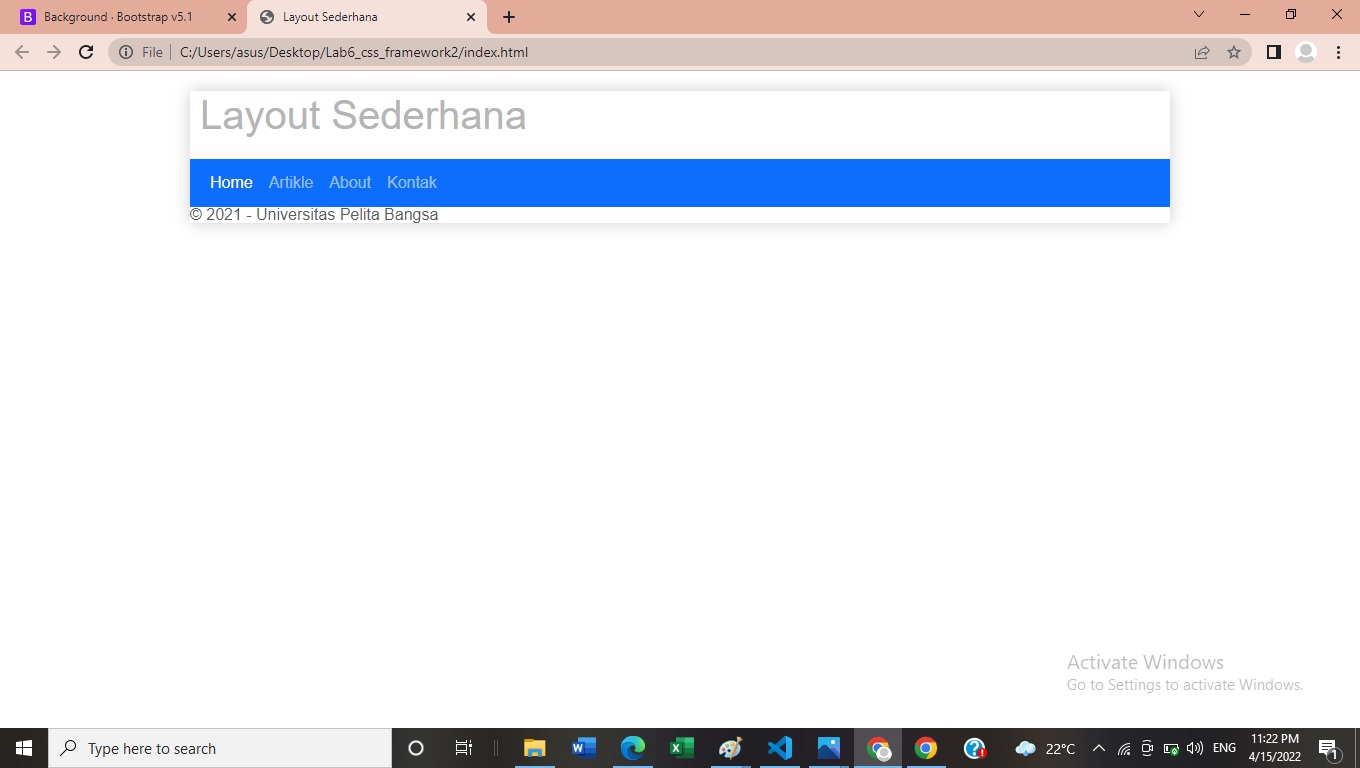 Background · Bootstrap v5.1
Layout Sederhana
File
C:/Users/asus/Desktop/Lab6_css_framework2/index.html
Layout Sederhana
Home Artikle About Kontak
© 2021 - Universitas Pelita Bangsa
Activate Windows
Go to Settings to activate Windows.
Type here to search
22°C
ENG
11:22 PM
4/15/2022
1